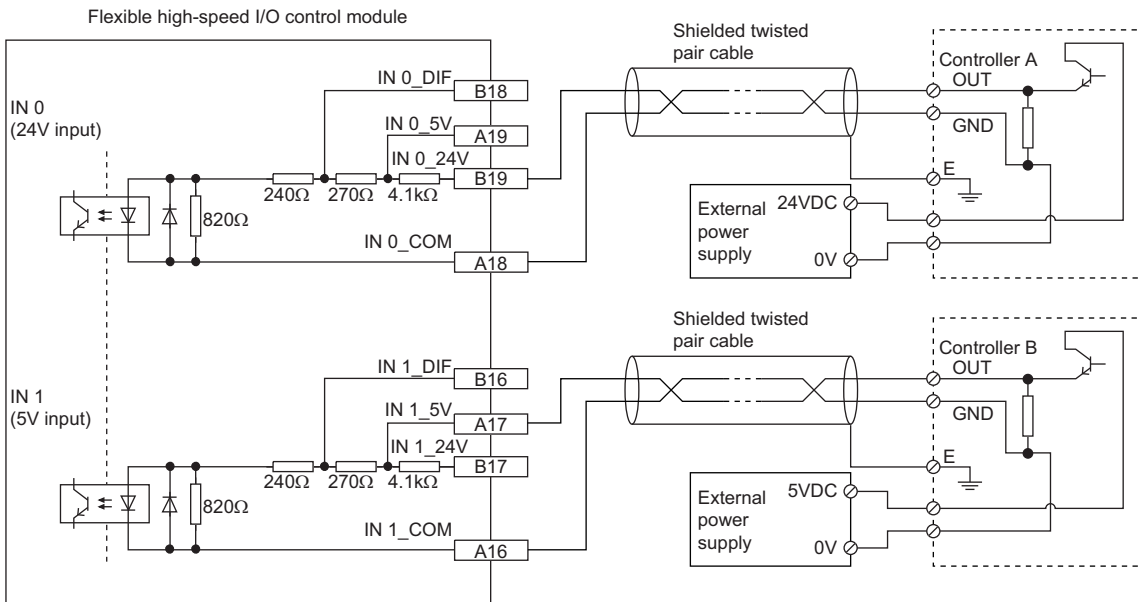 Flexible high-speed I/O control module
IN 0
(24V input)
IN 0_DIF
B18
IN 0_5V
A19
IN 0_24V
B19
240Ω
270Ω
4.1kΩ
820Ω
IN 0_COM
A18
Shielded twisted
pair cable
Controller A
OUT
GND
E
External
power
supply
24VDC
0V
IN 1
(5V input)
IN 1_DIF
B16
IN 1_5V
A17
IN 1_24V
B17
240Ω
270Ω
4.1kΩ
820Ω
IN 1_COM
A16
Shielded twisted
pair cable
Controller B
OUT
GND
E
External
power
supply
5VDC
0V